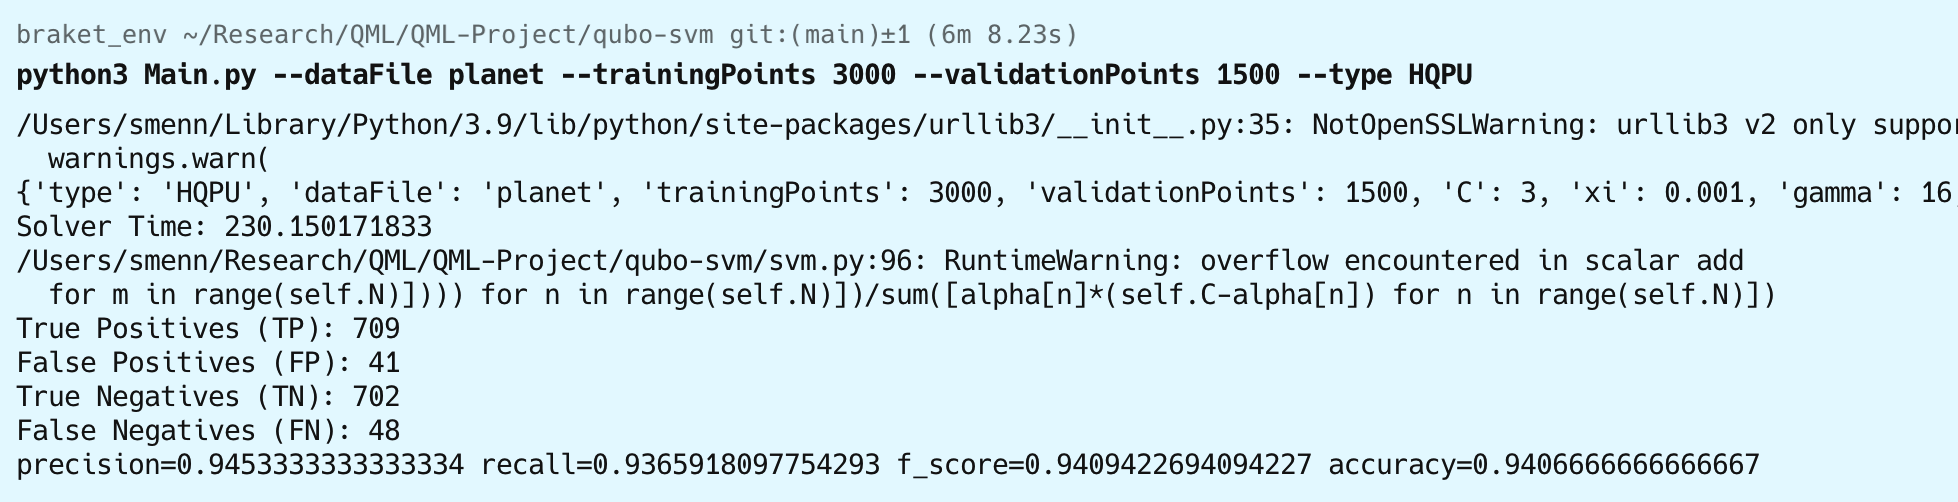 braket_env ~/Research/QML/QML-Project/qubo-svm git:(main)±1 (6m 8.23s)
python3 Main.py --dataFile planet --trainingPoints 3000 --validationPoints 1500 --type HQPU
/Users/smenn/Library/Python/3.9/lib/python/site-packages/urllib3/__init__.py:35: NotOpenSSLWarning: urllib3 v2 only suppor
  warnings.warn(
{'type': 'HQPU', 'dataFile': 'planet', 'trainingPoints': 3000, 'validationPoints': 1500, 'C': 3, 'xi': 0.001, 'gamma': 16,
Solver Time: 230.150171833
/Users/smenn/Research/QML/QML-Project/qubo-svm/svm.py:96: RuntimeWarning: overflow encountered in scalar add
  for m in range(self.N)]))) for n in range(self.N)])/sum([alpha[n]*(self.C-alpha[n]) for n in range(self.N)])
True Positives (TP): 709
False Positives (FP): 41
True Negatives (TN): 702
False Negatives (FN): 48
precision=0.9453333333333334 recall=0.9365918097754293 f_score=0.9409422694094227 accuracy=0.9406666666666667